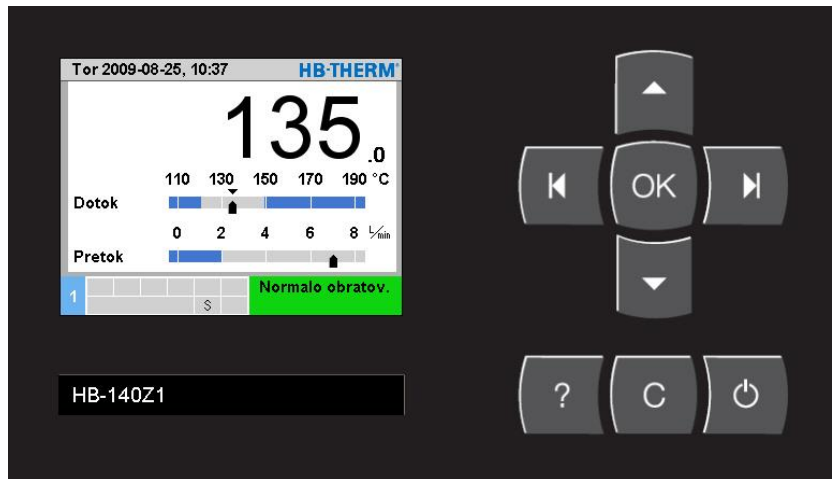 Tor 2009-08-25, 10:37 HB-THERM®
135.0
110 130 150 170 190 °C
Dotok
0 2 4 6 8 L/min
Pretok
1 S Normalo obratov.
OK
HB-140Z1
? C